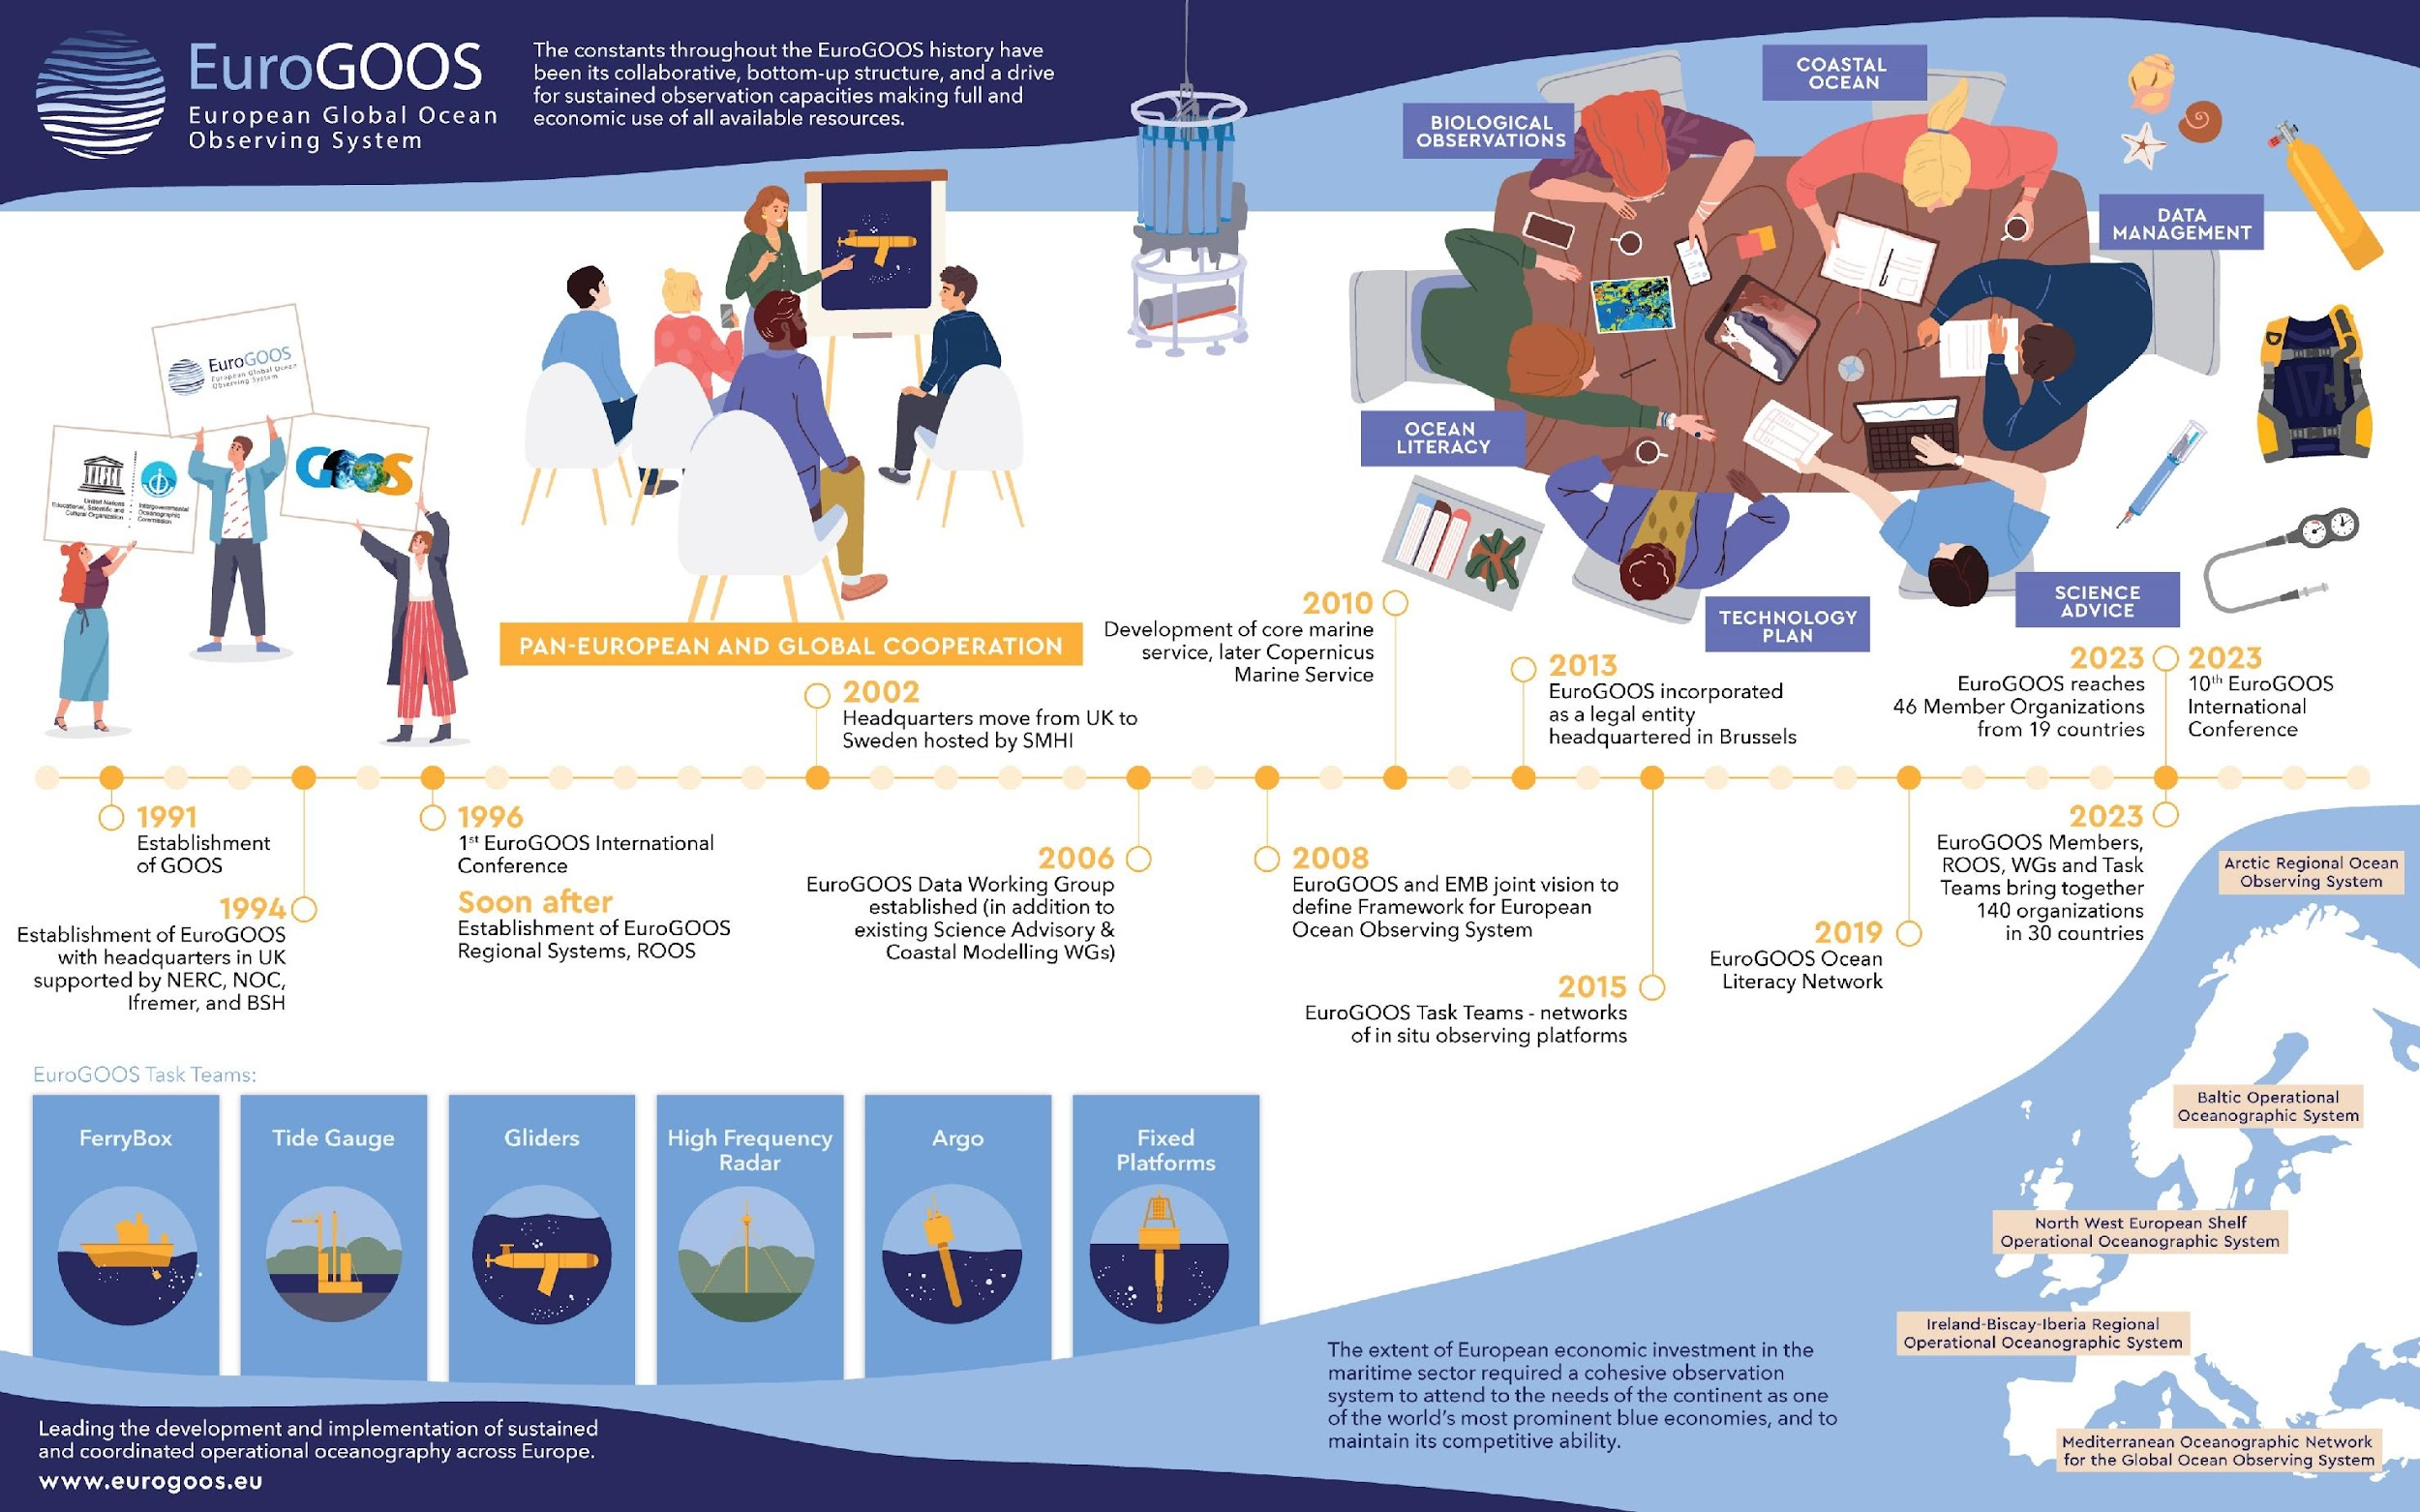 EuroGOOS
European Global Ocean
Observing System
The constants throughout the EuroGOOS history have
been its collaborative, bottom-up structure, and a drive
for sustained observation capacities making full and
economic use of all available resources.
COASTAL
OCEAN
BIOLOGICAL
OBSERVATIONS
DATA
MANAGEMENT
OCEAN
LITERACY
TECHNOLOGY
PLAN
SCIENCE
ADVICE
EuroGOOS
European Global Ocean
Observing System
United Nations
Educational, Scientific and
Cultural Organization
Intergovernmental
Oceanographic
Commission
GOOS
PAN-EUROPEAN AND GLOBAL COOPERATION
1991
Establishment
of GOOS
1994
Establishment of EuroGOOS
with headquarters in UK
supported by NERC, NOC,
Ifremer, and BSH
1996
1st EuroGOOS International
Conference
Soon after
Establishment of EuroGOOS
Regional Systems, ROOS
2002
Headquarters move from UK to
Sweden hosted by SMHI
2006
EuroGOOS Data Working Group
established (in addition to
existing Science Advisory &
Coastal Modelling WGs)
2008
EuroGOOS and EMB joint vision to
define Framework for European
Ocean Observing System
2010
Development of core marine
service, later Copernicus
Marine Service
2013
EuroGOOS incorporated
as a legal entity
headquartered in Brussels
2015
EuroGOOS Task Teams - networks
of in situ observing platforms
2019
EuroGOOS Ocean
Literacy Network
2023
EuroGOOS reaches
46 Member Organizations
from 19 countries
2023
10th EuroGOOS
International
Conference
2023
EuroGOOS Members,
ROOS, WGs and Task
Teams bring together
140 organizations
in 30 countries
EuroGOOS Task Teams:
FerryBox
Tide Gauge
Gliders
High Frequency
Radar
Argo
Fixed
Platforms
Arctic Regional Ocean
Observing System
Baltic Operational
Oceanographic System
North West European Shelf
Operational Oceanographic System
Ireland-Biscay-Iberia Regional
Operational Oceanographic System
Mediterranean Oceanographic Network
for the Global Ocean Observing System
The extent of European economic investment in the
maritime sector required a cohesive observation
system to attend to the needs of the continent as one
of the world's most prominent blue economies, and to
maintain its competitive ability.
Leading the development and implementation of sustained
and coordinated operational oceanography across Europe.
www.eurogoos.eu